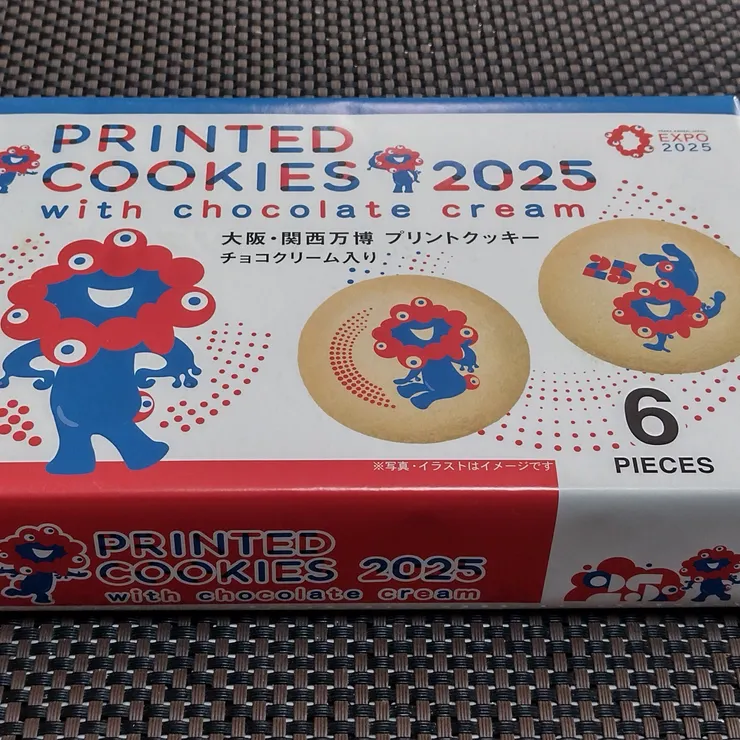 PRINTED
COOKIES 2025
with chocolate cream
EXPO
2025
大阪・関西万博 プリントクッキー
チョコクリーム入り
25
6
PIECES
※写真・イラストはイメージです
PRINTED
COOKIES 2025
with chocolate cream